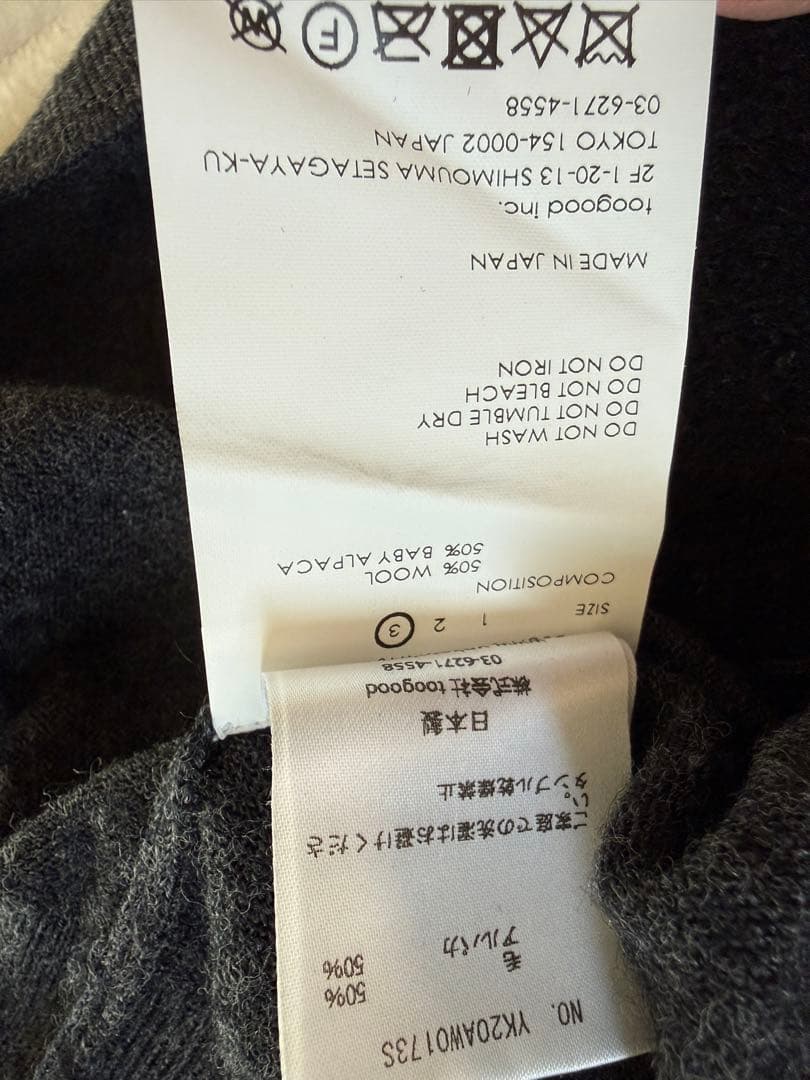 NO. YK20AW0173S
毛 50%
アルパカ 50%
ご家庭での洗濯はお避けくださ
い。
タンブル乾燥禁止
日本製
株式会社 toogood
03-6271-4558
SIZE 1 2 3
COMPOSITION
50% WOOL
50% BABY ALPACA
DO NOT WASH
DO NOT TUMBLE DRY
DO NOT BLEACH
DO NOT IRON
MADE IN JAPAN
toogood inc.
2F 1-20-13 SHIMOUMA SETAGAYA-KU
TOKYO 154-0002 JAPAN
03-6271-4558
F W